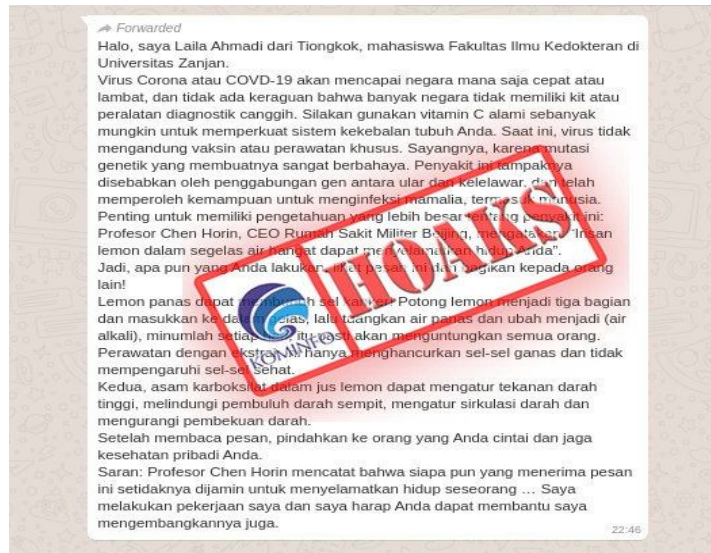 Forwarded
Halo, saya Laila Ahmadi dari Tiongkok, mahasiswa Fakultas Ilmu Kedokteran di
Universitas Zanjan.
Virus Corona atau COVD-19 akan mencapai negara mana saja cepat atau
lambat, dan tidak ada keraguan bahwa banyak negara tidak memiliki kit atau
peralatan diagnostik canggih. Silakan gunakan vitamin C alami sebanyak
mungkin untuk memperkuat sistem kekebalan tubuh Anda. Saat ini, virus tidak
mengandung vaksin atau perawatan khusus. Sayangnya, karena mutasi
genetik yang membuatnya sangat berbahaya. Penyakit ini tampaknya
disebabkan oleh penggabungan gen antara ular dan kelelawar, dan telah
memperoleh kemampuan untuk menginfeksi mamalia, termasuk manusia.
Penting untuk memiliki pengetahuan yang lebih besar tentang penyakit ini:
Profesor Chen Horin, CEO Rumah Sakit Militer Beijing, mengatakan: "Irisan
lemon dalam segelas air hangat dapat menyelamatkan hidup Anda".
Jadi, apa pun yang Anda lakukan, lihat pesan ini dan bagikan kepada orang
lain!
Lemon panas dapat membunuh sel kanker! Potong lemon menjadi tiga bagian
dan masukkan ke dalam gelas, lalu tuangkan air panas dan ubah menjadi (air
alkali), minumlah setiap itu pasti akan menguntungkan semua orang.
Perawatan dengan ekstrak hanya menghancurkan sel-sel ganas dan tidak
mempengaruhi sel-sel sehat.
Kedua, asam karboksilat dalam jus lemon dapat mengatur tekanan darah
tinggi, melindungi pembuluh darah sempit, mengatur sirkulasi darah dan
mengurangi pembekuan darah.
Setelah membaca pesan, pindahkan ke orang yang Anda cintai dan jaga
kesehatan pribadi Anda.
Saran: Profesor Chen Horin mencatat bahwa siapa pun yang menerima pesan
ini setidaknya dijamin untuk menyelamatkan hidup seseorang ... Saya
melakukan pekerjaan saya dan saya harap Anda dapat membantu saya
mengembangkannya juga.
22:46
KOMINFO
HOAKS